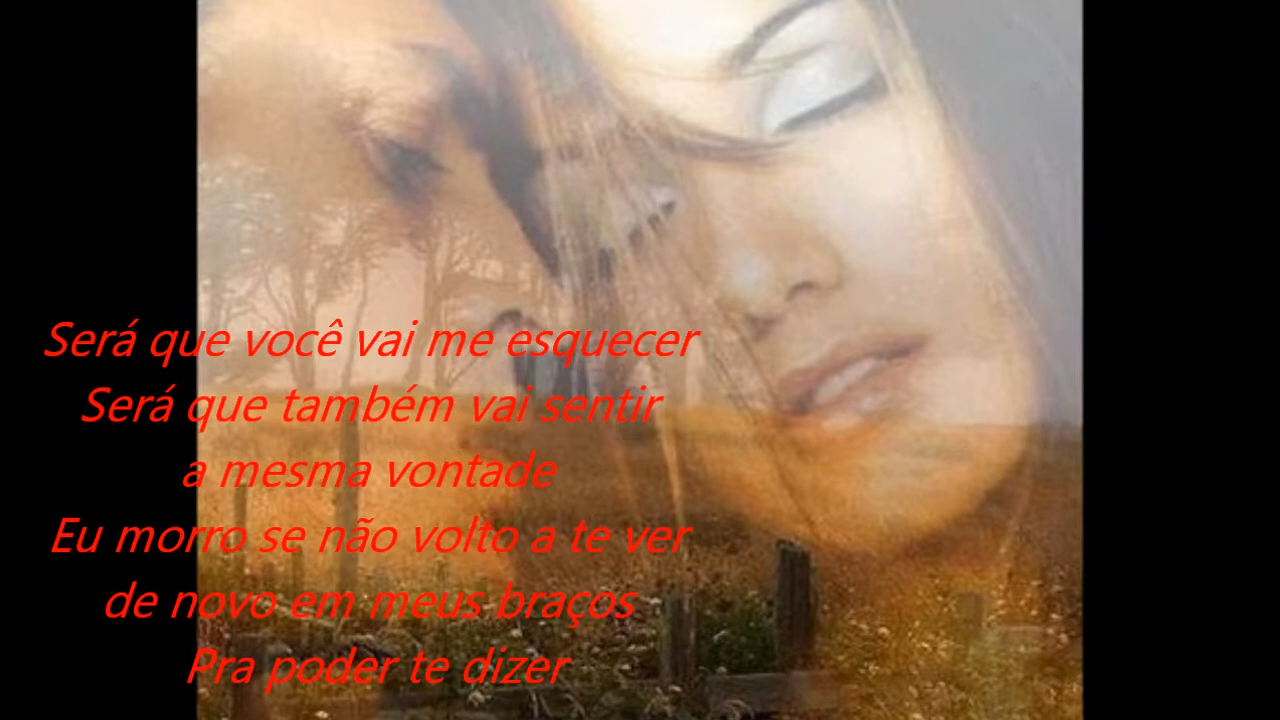 Será que você vai me esquecer
Será que também vai sentir
a mesma vontade
Eu morro se não volto a te ver
de novo em meus braços
Pra poder te dizer